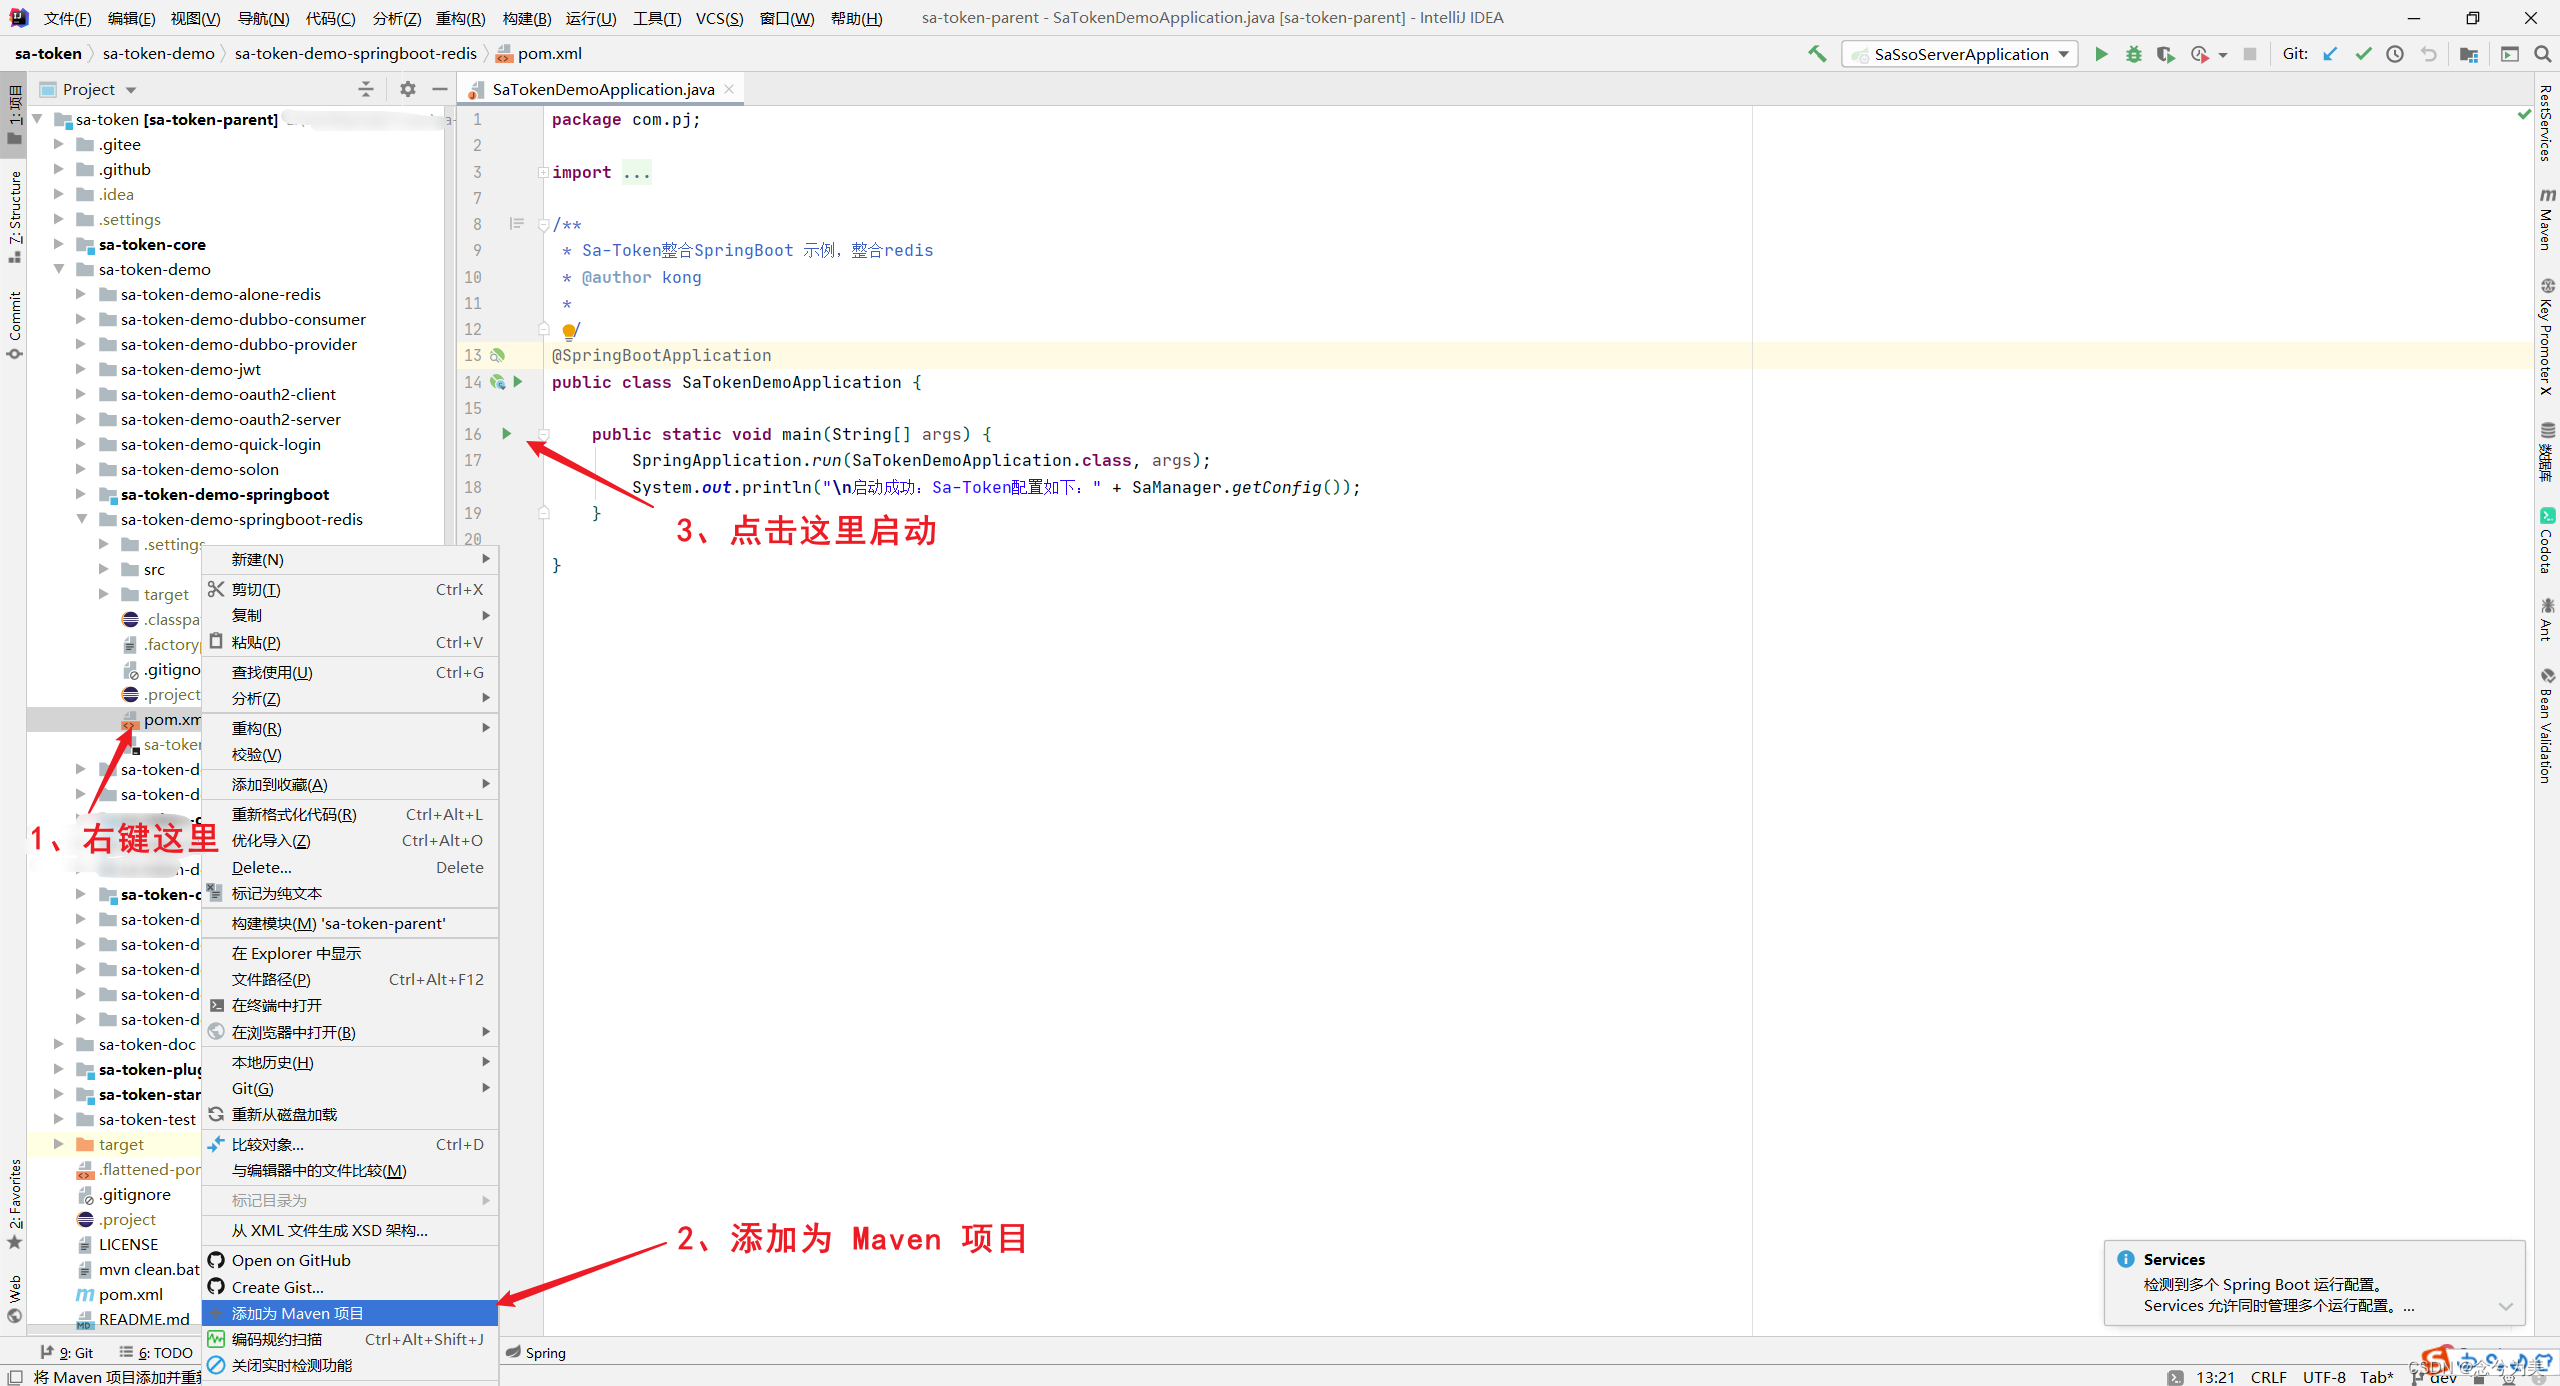 文件(F) 编辑(E) 视图(V) 导航(N) 代码(C) 分析(Z) 重构(R) 构建(B) 运行(U) 工具(T) VCS(S) 窗口(W) 帮助(H) sa-token-parent - SaTokenDemoApplication.java [sa-token-parent] - IntelliJ IDEA
sa-token sa-token-demo sa-token-demo-springboot-redis pom.xml SaSsoServerApplication Git:
Project SaTokenDemoApplication.java
1: 项目
Z: Structure
Commit
2: Favorites
Web
sa-token [sa-token-parent]
.gitee
.github
.idea
.settings
sa-token-core
sa-token-demo
sa-token-demo-alone-redis
sa-token-demo-dubbo-consumer
sa-token-demo-dubbo-provider
sa-token-demo-jwt
sa-token-demo-oauth2-client
sa-token-demo-oauth2-server
sa-token-demo-quick-login
sa-token-demo-solon
sa-token-demo-springboot
sa-token-demo-springboot-redis
.settings
src
target
.classpa
.factory
.gitigno
.project
pom.xm
sa-token
sa-token-d
sa-token-d
1、右键这里
sa-token-d
sa-token-d
sa-token-d
sa-token-d
sa-token-d
sa-token-doc
sa-token-plug
sa-token-star
sa-token-test
target
.flattened-pom
.gitignore
.project
LICENSE
mvn clean.bat
pom.xml
README.md
新建(N)
剪切(T) Ctrl+X
复制
粘贴(P) Ctrl+V
查找使用(U) Ctrl+G
分析(Z)
重构(R)
校验(V)
添加到收藏(A)
重新格式化代码(R) Ctrl+Alt+L
优化导入(Z) Ctrl+Alt+O
Delete... Delete
标记为纯文本
构建模块(M) 'sa-token-parent'
在 Explorer 中显示
文件路径(P) Ctrl+Alt+F12
在终端中打开
在浏览器中打开(B)
本地历史(H)
Git(G)
重新从磁盘加载
比较对象... Ctrl+D
与编辑器中的文件比较(M)
标记目录为
从 XML 文件生成 XSD 架构...
Open on GitHub
Create Gist...
添加为 Maven 项目
编码规约扫描 Ctrl+Alt+Shift+J
关闭实时检测功能
1 package com.pj;
2
3 import ...
7
8 /**
9 * Sa-Token整合SpringBoot 示例，整合redis
10 * @author kong
11 *
12 /
13 @SpringBootApplication
14 public class SaTokenDemoApplication {
15
16 public static void main(String[] args) {
17 SpringApplication.run(SaTokenDemoApplication.class, args);
18 System.out.println("\n启动成功：Sa-Token配置如下：" + SaManager.getConfig());
19 }
20
}
3、点击这里启动
2、添加为 Maven 项目
RestServices
Maven
Key Promoter X
数据库
Codota
Ant
Bean Validation
Services
检测到多个 Spring Boot 运行配置。
Services 允许同时管理多个运行配置。...
9: Git 6: TODO Spring
将 Maven 项目添加并重新 13:21 CRLF UTF-8 Tab* dev
CSDN @念兮为美